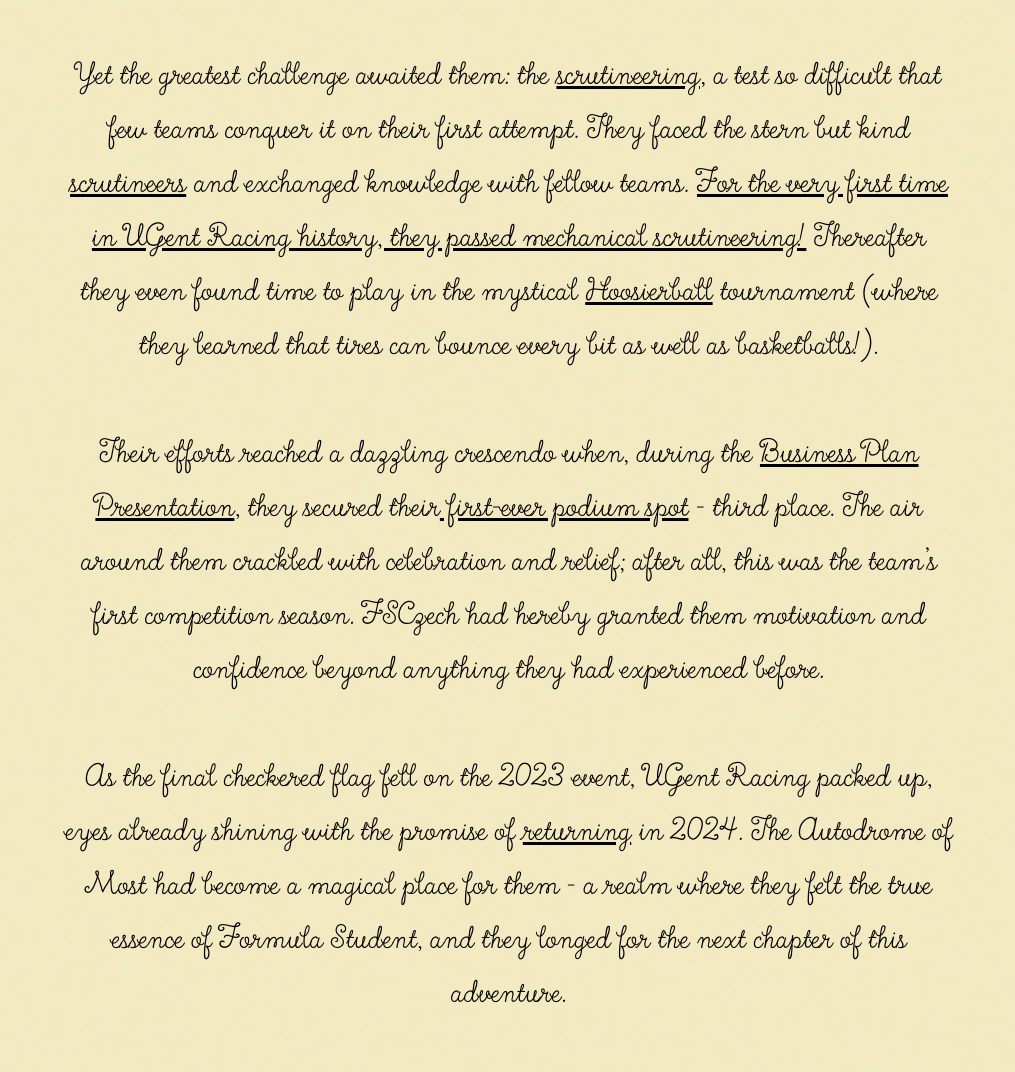 Yet the greatest challenge awaited them: the scrutineering, a test so difficult that
few teams conquer it on their first attempt. They faced the stern but kind
scrutineers and exchanged knowledge with fellow teams. For the very first time
in UGent Racing history, they passed mechanical scrutineering! Thereafter
they even found time to play in the mystical Hoosierball tournament (where
they learned that tires can bounce every bit as well as basketballs!).

Their efforts reached a dazzling crescendo when, during the Business Plan
Presentation, they secured their first-ever podium spot - third place. The air
around them crackled with celebration and relief; after all, this was the team's
first competition season. FSCzech had hereby granted them motivation and
confidence beyond anything they had experienced before.

As the final checkered flag fell on the 2023 event, UGent Racing packed up,
eyes already shining with the promise of returning in 2024. The Autodrome of
Most had become a magical place for them - a realm where they felt the true
essence of Formula Student, and they longed for the next chapter of this
adventure.